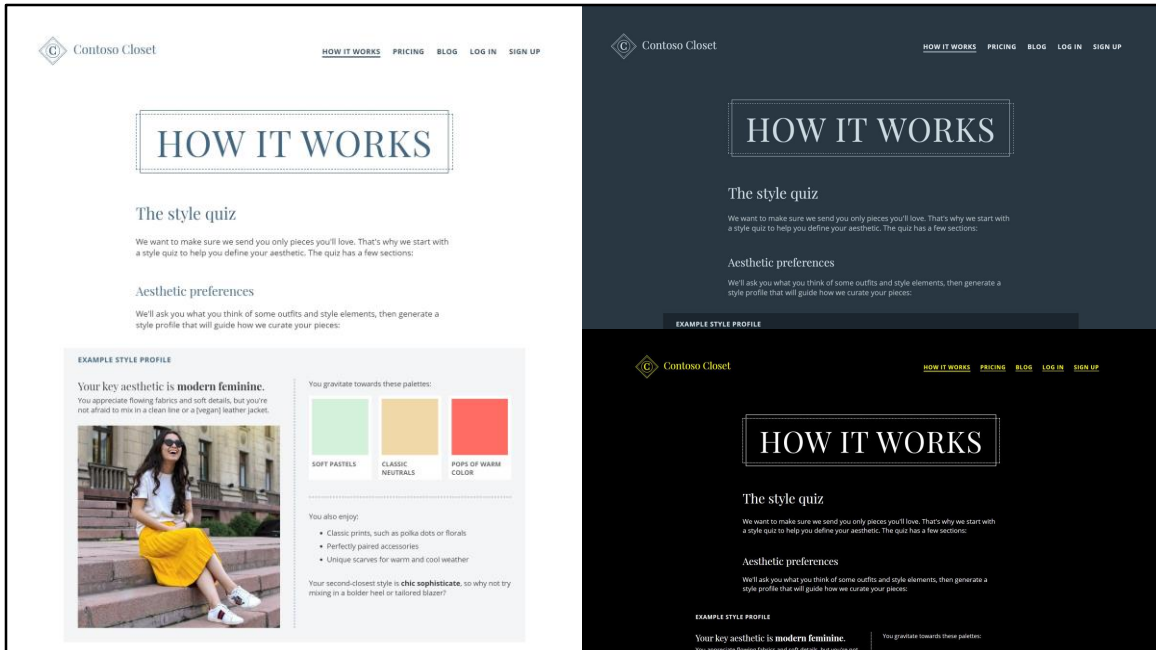 Contoso Closet
HOW IT WORKS PRICING BLOG LOG IN SIGN UP
HOW IT WORKS
The style quiz
We want to make sure we send you only pieces you'll love. That's why we start with
a style quiz to help you define your aesthetic. The quiz has a few sections:
Aesthetic preferences
We'll ask you what you think of some outfits and style elements, then generate a
style profile that will guide how we curate your pieces:
EXAMPLE STYLE PROFILE
Your key aesthetic is modern feminine.
You appreciate flowing fabrics and soft details, but you're
not afraid to mix in a clean line or a [vegan] leather jacket.
You gravitate towards these palettes:
SOFT PASTELS
CLASSIC
NEUTRALS
POPS OF WARM
COLOR
You also enjoy:
• Classic prints, such as polka dots or florals
• Perfectly paired accessories
• Unique scarves for warm and cool weather
Your second-closest style is chic sophisticate, so why not try
mixing in a bolder heel or tailored blazer?
Contoso Closet
HOW IT WORKS PRICING BLOG LOG IN SIGN UP
HOW IT WORKS
The style quiz
We want to make sure we send you only pieces you'll love. That's why we start with
a style quiz to help you define your aesthetic. The quiz has a few sections:
Aesthetic preferences
We'll ask you what you think of some outfits and style elements, then generate a
style profile that will guide how we curate your pieces:
EXAMPLE STYLE PROFILE
Contoso Closet
HOW IT WORKS PRICING BLOG LOG IN SIGN UP
HOW IT WORKS
The style quiz
We want to make sure we send you only pieces you'll love. That's why we start with
a style quiz to help you define your aesthetic. The quiz has a few sections:
Aesthetic preferences
We'll ask you what you think of some outfits and style elements, then generate a
style profile that will guide how we curate your pieces:
EXAMPLE STYLE PROFILE
Your key aesthetic is modern feminine.
You appreciate flowing fabrics and soft details, but you're not
You gravitate towards these palettes: